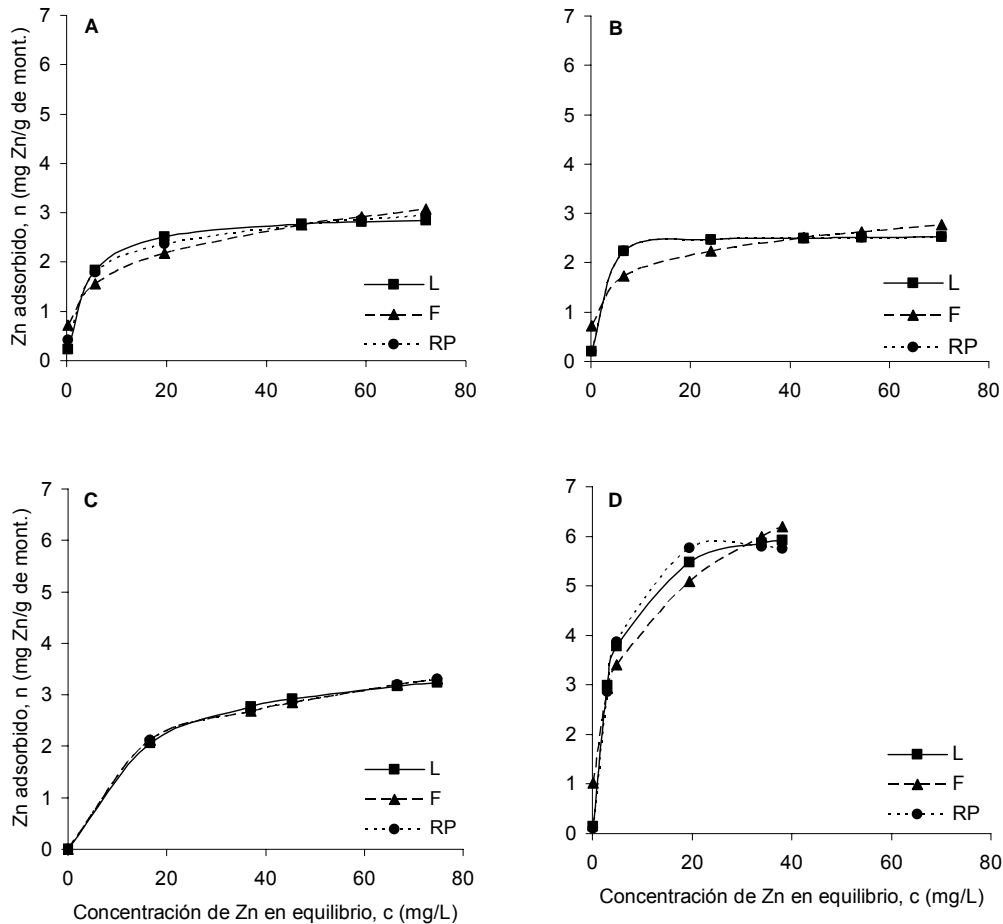 A
7
6
5
4
3
2
1
0
Zn adsorbido, n (mg Zn/g de mont.)
L
F
RP
0 20 40 60 80
B
7
6
5
4
3
2
1
0
L
F
RP
0 20 40 60 80
C
7
6
5
4
3
2
1
0
Zn adsorbido, n (mg Zn/g de mont.)
L
F
RP
0 20 40 60 80
Concentración de Zn en equilibrio, c (mg/L)
D
7
6
5
4
3
2
1
0
L
F
RP
0 20 40 60 80
Concentración de Zn en equilibrio, c (mg/L)